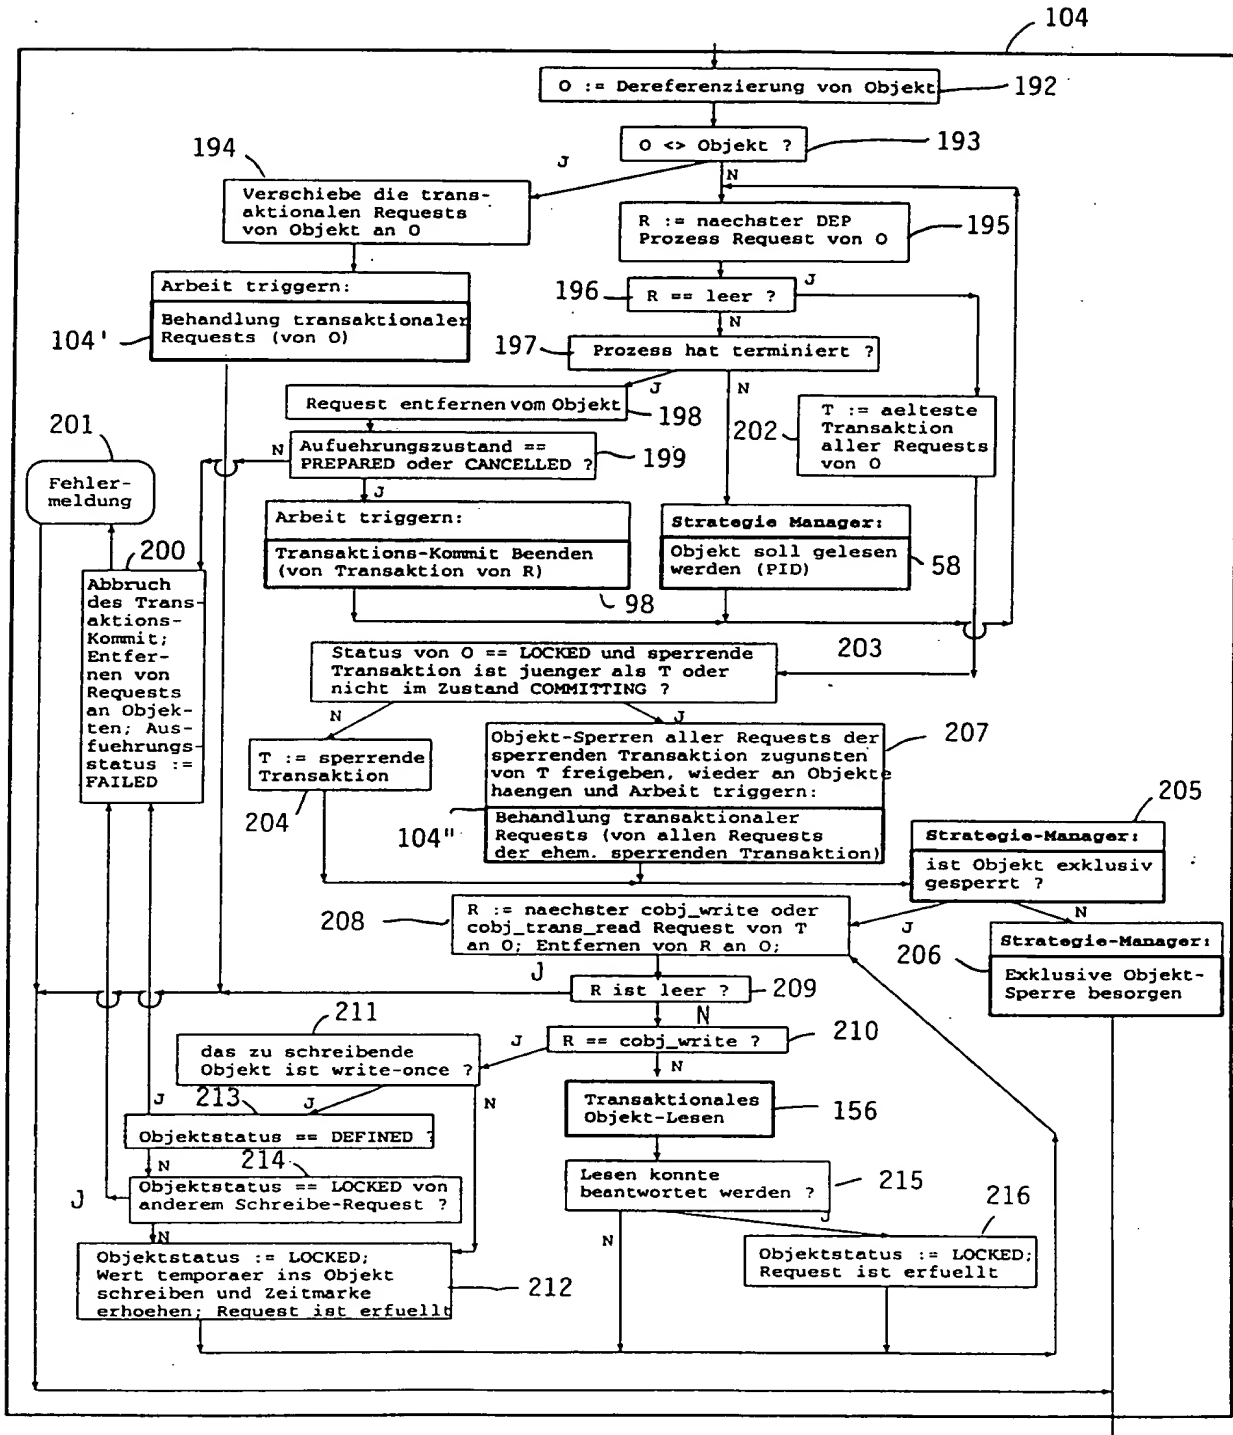 104
O := Dereferenzierung von Objekt
192
O <> Objekt ?
193
194
J
N
Verschiebe die trans-
aktionalen Requests
von Objekt an O
R := naechster DEP
Prozess Request von O
195
Arbeit triggern:
Behandlung transaktionaler
Requests (von O)
104'
196
R == leer ?
J
N
197
Prozess hat terminiert ?
J
N
Request entfernen vom Objekt
198
T := aelteste
Transaktion
aller Requests
von O
202
201
Fehler-
meldung
N
Aufuehrungszustand ==
PREPARED oder CANCELLED ?
199
J
Arbeit triggern:
Transaktions-Kommit Beenden
(von Transaktion von R)
98
Strategie Manager:
Objekt soll gelesen
werden (PID)
58
200
Abbruch
des Trans-
aktions-
Kommit;
Entfer-
nen von
Requests
an Objek-
ten; Aus-
fuehrungs-
status :=
FAILED
Status von O == LOCKED und sperrende
Transaktion ist juenger als T oder
nicht im Zustand COMMITTING ?
203
N
J
T := sperrende
Transaktion
204
Objekt-Sperren aller Requests der
sperrenden Transaktion zugunsten
von T freigeben, wieder an Objekte
haengen und Arbeit triggern:
207
Behandlung transaktionaler
Requests (von allen Requests
der ehem. sperrenden Transaktion)
104"
205
Strategie-Manager:
ist Objekt exklusiv
gesperrt ?
J
N
208
R := naechster cobj_write oder
cobj_trans_read Request von T
an O; Entfernen von R an O;
206
Strategie-Manager:
Exklusive Objekt-
Sperre besorgen
J
R ist leer ?
209
N
211
das zu schreibende
Objekt ist write-once ?
J
R == cobj_write ?
210
N
J
213
J
N
Objektstatus == DEFINED ?
Transaktionales
Objekt-Lesen
156
N
214
J
Objektstatus == LOCKED von
anderem Schreibe-Request ?
N
Lesen konnte
beantwortet werden ?
215
J
N
216
Objektstatus := LOCKED;
Request ist erfuellt
Objektstatus := LOCKED;
Wert temporaer ins Objekt
schreiben und Zeitmarke
erhoehen; Request ist erfuellt
212